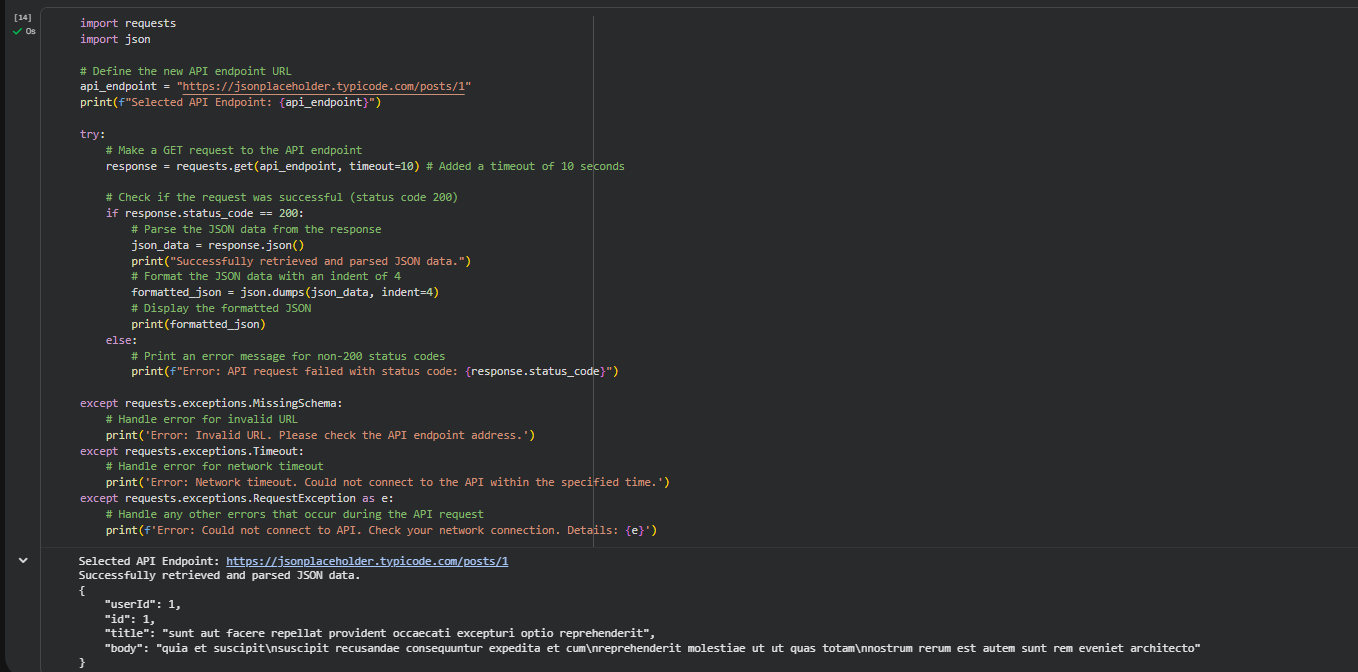 [14]
0s
import requests
import json
# Define the new API endpoint URL
api_endpoint = "https://jsonplaceholder.typicode.com/posts/1"
print(f"Selected API Endpoint: {api_endpoint}")
try:
    # Make a GET request to the API endpoint
    response = requests.get(api_endpoint, timeout=10) # Added a timeout of 10 seconds
    # Check if the request was successful (status code 200)
    if response.status_code == 200:
        # Parse the JSON data from the response
        json_data = response.json()
        print("Successfully retrieved and parsed JSON data.")
        # Format the JSON data with an indent of 4
        formatted_json = json.dumps(json_data, indent=4)
        # Display the formatted JSON
        print(formatted_json)
    else:
        # Print an error message for non-200 status codes
        print(f"Error: API request failed with status code: {response.status_code}")
except requests.exceptions.MissingSchema:
    # Handle error for invalid URL
    print('Error: Invalid URL. Please check the API endpoint address.')
except requests.exceptions.Timeout:
    # Handle error for network timeout
    print('Error: Network timeout. Could not connect to the API within the specified time.')
except requests.exceptions.RequestException as e:
    # Handle any other errors that occur during the API request
    print(f'Error: Could not connect to API. Check your network connection. Details: {e}')
Selected API Endpoint: https://jsonplaceholder.typicode.com/posts/1
Successfully retrieved and parsed JSON data.
{
    "userId": 1,
    "id": 1,
    "title": "sunt aut facere repellat provident occaecati excepturi optio reprehenderit",
    "body": "quia et suscipit\nsuscipit recusandae consequuntur expedita et cum\nreprehenderit molestiae ut ut quas totam\nnostrum rerum est autem sunt rem eveniet architecto"
}